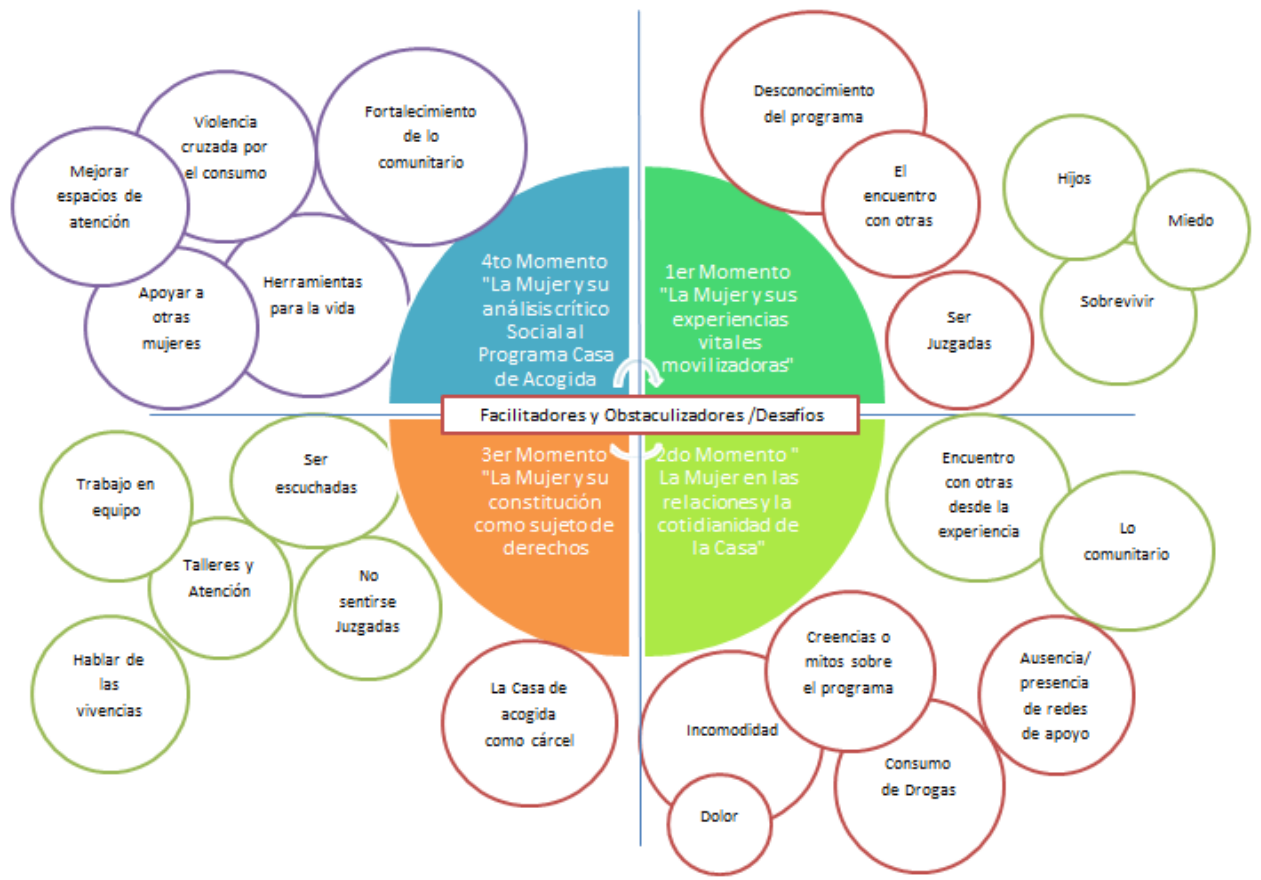 Fortalecimiento
de lo
comunitario
Violencia
cruzada por
el consumo
Mejorar
espacios de
atención
Herramientas
para la vida
Apoyar a
otras
mujeres
4to Momento
"La Mujer y su
análisis crítico
Social al
Programa Casa
de Acogida
Desconocimiento
del programa
El
encuentro
con otras
Ser
Juzgadas
Hijos
Miedo
Sobrevivir
1er Momento
"La Mujer y sus
experiencias
vitales
movilizadoras"
Facilitadores y Obstaculizadores /Desafíos
3er Momento
"La Mujer y su
constitución
como sujeto de
derechos
2do Momento "
La Mujer en las
relaciones y la
cotidianidad de
la Casa"
Ser
escuchadas
Trabajo en
equipo
Talleres y
Atención
No
sentirse
Juzgadas
Hablar de
las
vivencias
La Casa de
acogida
como cárcel
Encuentro
con otras
desde la
experiencia
Lo
comunitario
Creencias o
mitos sobre
el programa
Ausencia/
presencia
de redes
de apoyo
Incomodidad
Consumo
de Drogas
Dolor